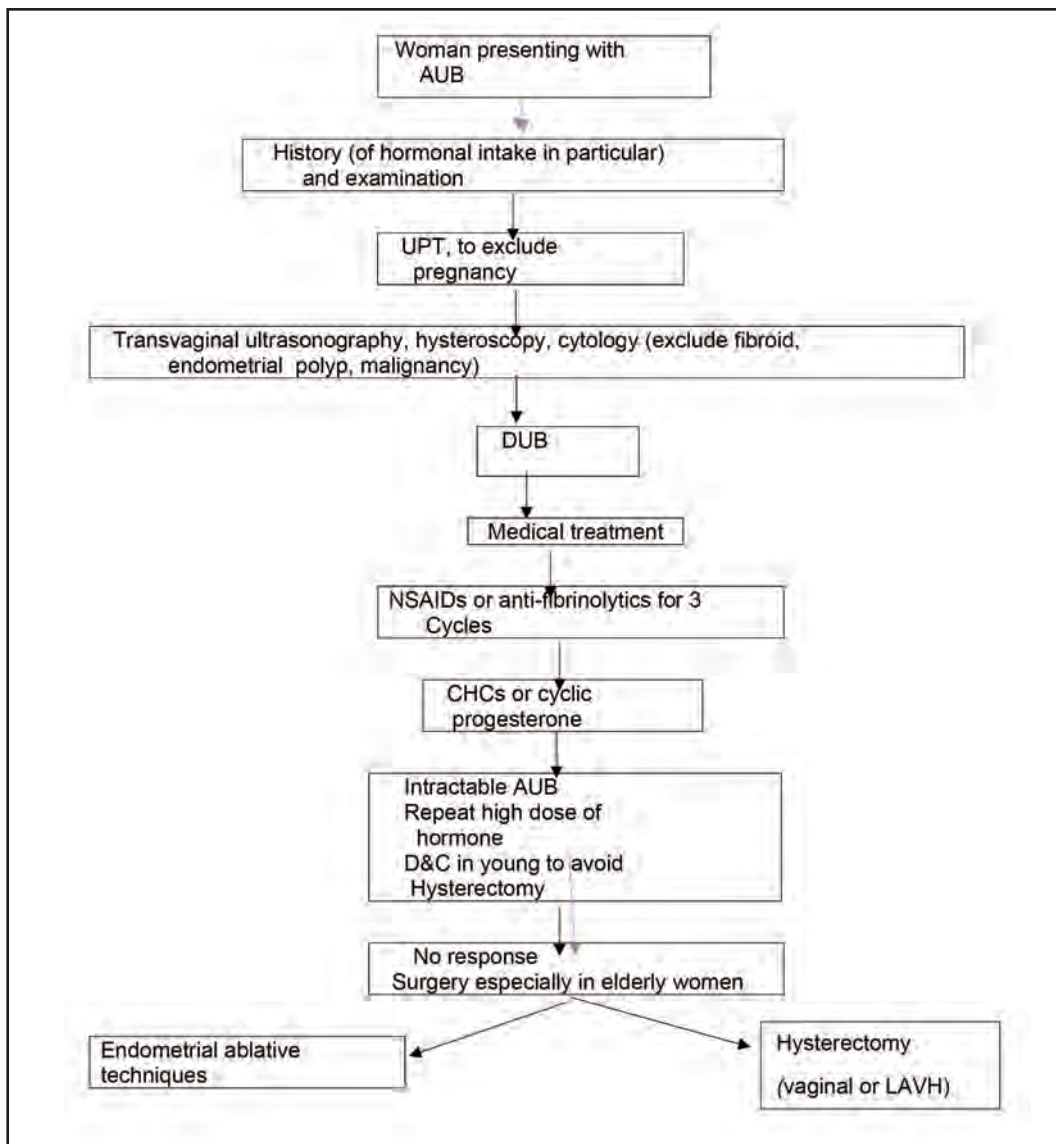 Woman presenting with
AUB
History (of hormonal intake in particular)
and examination
UPT, to exclude
pregnancy
Transvaginal ultrasonography, hysteroscopy, cytology (exclude fibroid,
endometrial polyp, malignancy)
DUB
Medical treatment
NSAIDs or anti-fibrinolytics for 3
Cycles
CHCs or cyclic
progesterone
Intractable AUB
Repeat high dose of
hormone
D&C in young to avoid
Hysterectomy
No response
Surgery especially in elderly women
Endometrial ablative
techniques
Hysterectomy
(vaginal or LAVH)